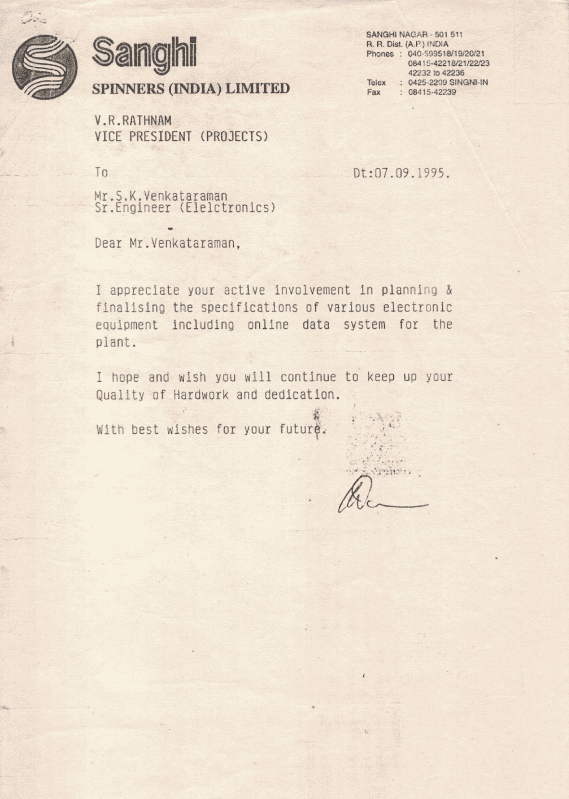 Sanghi
SPINNERS (INDIA) LIMITED
SANGHI NAGAR - 501 511
R. R. Dist. (A.P.) INDIA
Phones : 040-599518/19/20/21
08415-42218/21/22/23
42232 to 42236
Telex : 0425-2209 SINGNI-IN
Fax : 08415-42239
V.R.RATHNAM
VICE PRESIDENT (PROJECTS)
To
Dt:07.09.1995.
Mr.S.K.Venkataraman
Sr.Engineer (Elelctronics)
Dear Mr.Venkataraman,
I appreciate your active involvement in planning &
finalising the specifications of various electronic
equipment including online data system for the
plant.
I hope and wish you will continue to keep up your
Quality of Hardwork and dedication.
With best wishes for your future.